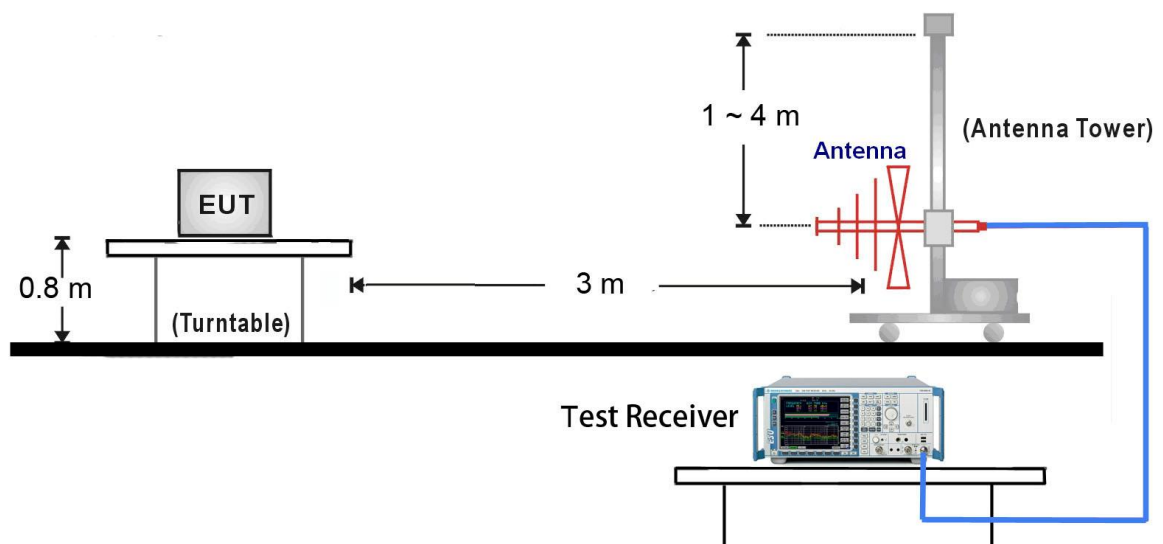 1 ~ 4 m
(Antenna Tower)
Antenna
EUT
0.8 m
3 m
(Turntable)
Test Receiver